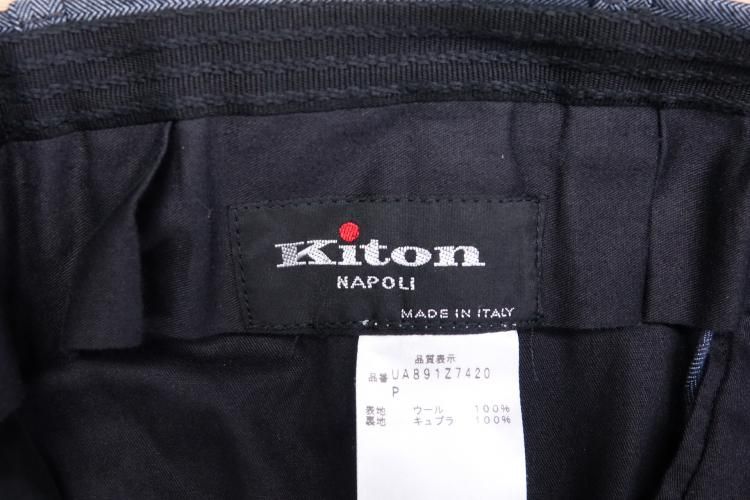 Kiton
NAPOLI
MADE IN ITALY
品質表示
品番 UA891Z7420
P
表地 ウール 100%
裏地 キュプラ 100%